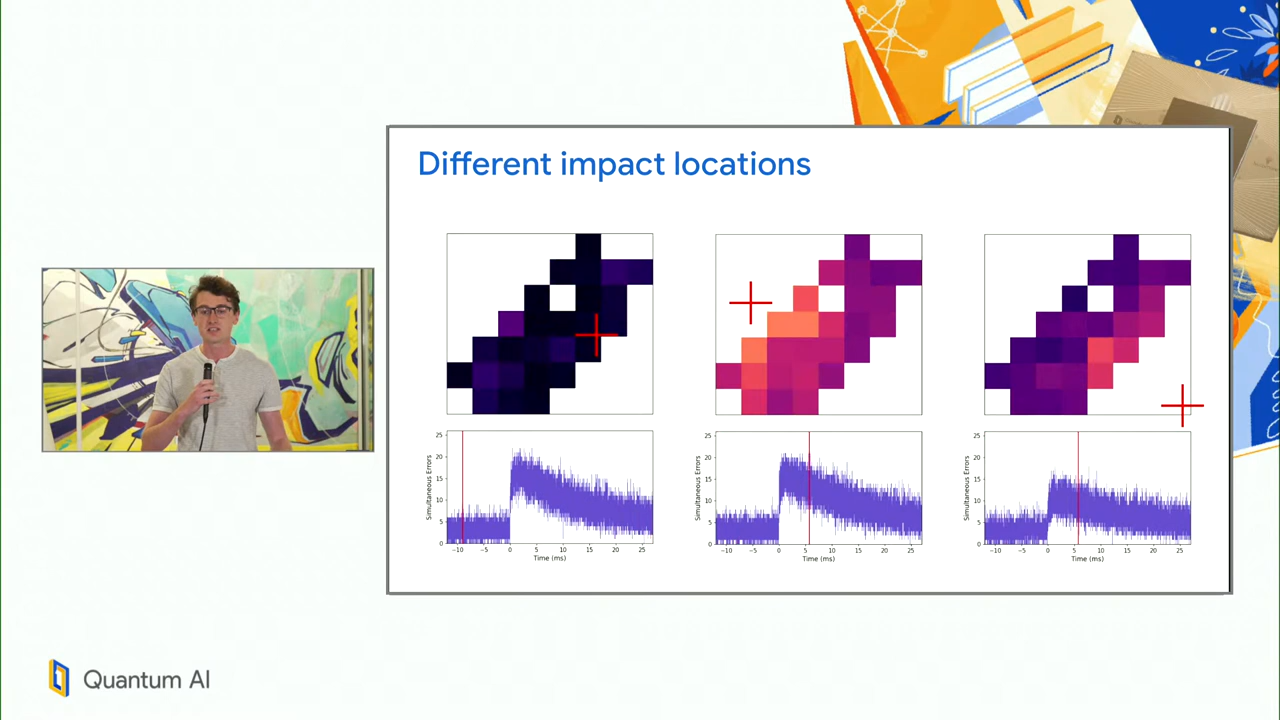 Different impact locations
25
20
15
10
5
0
Simultaneous Errors
−10 −5 0 5 10 15 20 25
Time (ms)
25
20
15
10
5
0
Simultaneous Errors
−10 −5 0 5 10 15 20 25
Time (ms)
25
20
15
10
5
0
Simultaneous Errors
−10 −5 0 5 10 15 20 25
Time (ms)
Quantum AI